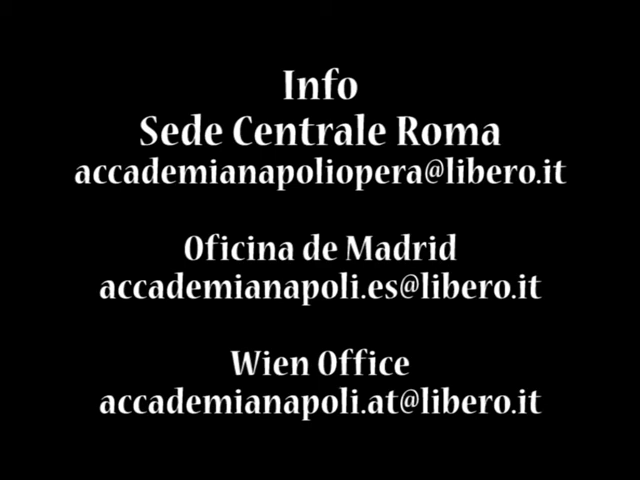 Info
Sede Centrale Roma
accademianapoliopera@libero.it
Oficina de Madrid
accademianapoli.es@libero.it
Wien Office
accademianapoli.at@libero.it